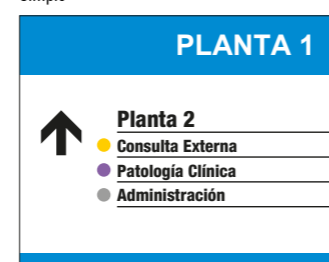 PLANTA 1
Planta 2
Consulta Externa
Patología Clínica
Administración